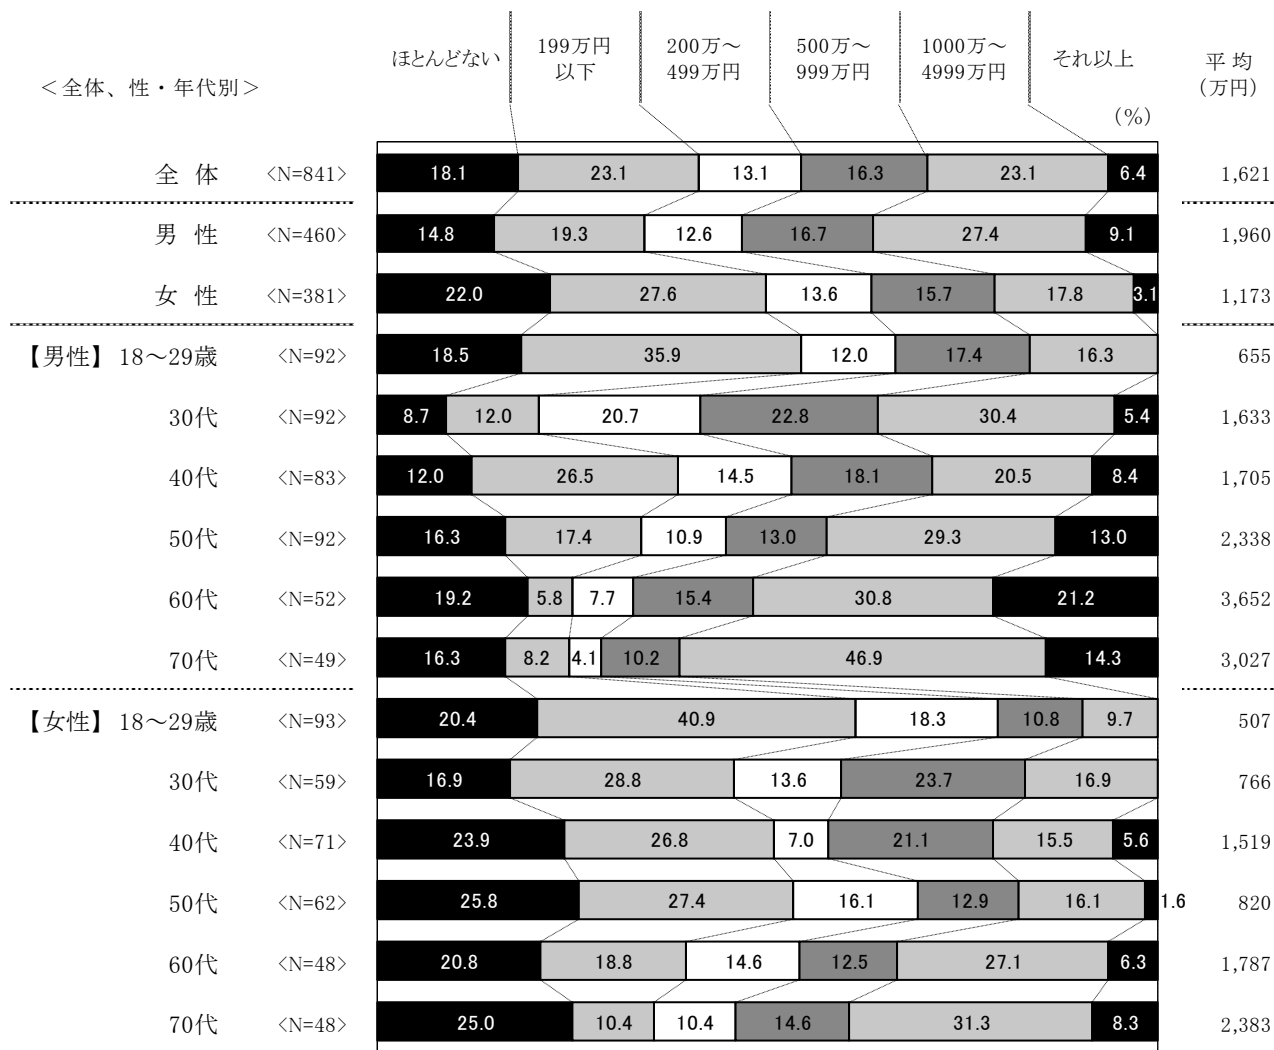 ほとんどない 199万円以下 200万～499万円 500万～999万円 1000万～4999万円 それ以上 平 均（万円）
＜全体、性・年代別＞
(%)
全 体 <N=841> 18.1 23.1 13.1 16.3 23.1 6.4 1,621
男 性 <N=460> 14.8 19.3 12.6 16.7 27.4 9.1 1,960
女 性 <N=381> 22.0 27.6 13.6 15.7 17.8 3.1 1,173
【男性】 18～29歳 <N=92> 18.5 35.9 12.0 17.4 16.3 655
30代 <N=92> 8.7 12.0 20.7 22.8 30.4 5.4 1,633
40代 <N=83> 12.0 26.5 14.5 18.1 20.5 8.4 1,705
50代 <N=92> 16.3 17.4 10.9 13.0 29.3 13.0 2,338
60代 <N=52> 19.2 5.8 7.7 15.4 30.8 21.2 3,652
70代 <N=49> 16.3 8.2 4.1 10.2 46.9 14.3 3,027
【女性】 18～29歳 <N=93> 20.4 40.9 18.3 10.8 9.7 507
30代 <N=59> 16.9 28.8 13.6 23.7 16.9 766
40代 <N=71> 23.9 26.8 7.0 21.1 15.5 5.6 1,519
50代 <N=62> 25.8 27.4 16.1 12.9 16.1 1.6 820
60代 <N=48> 20.8 18.8 14.6 12.5 27.1 6.3 1,787
70代 <N=48> 25.0 10.4 10.4 14.6 31.3 8.3 2,383